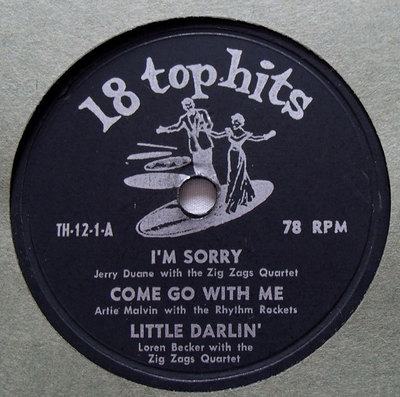 18 top hits
TH-12-1-A 78 RPM
I'M SORRY
Jerry Duane with the Zig Zags Quartet
COME GO WITH ME
Artie Malvin with the Rhythm Rockets
LITTLE DARLIN'
Loren Becker with the
Zig Zags Quartet